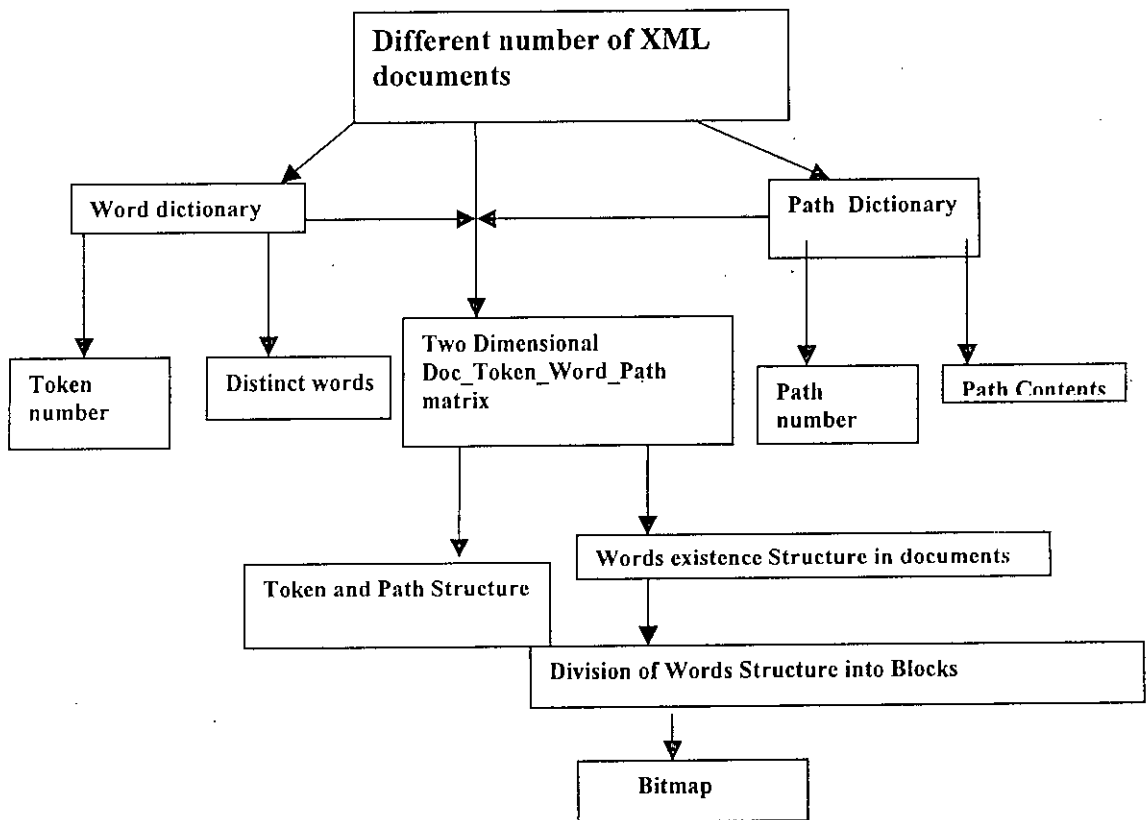 Different number of XML
documents
Word dictionary
Path Dictionary
Token
number
Distinct words
Two Dimensional
Doc_Token_Word_Path
matrix
Path
number
Path Contents
Token and Path Structure
Words existence Structure in documents
Division of Words Structure into Blocks
Bitmap